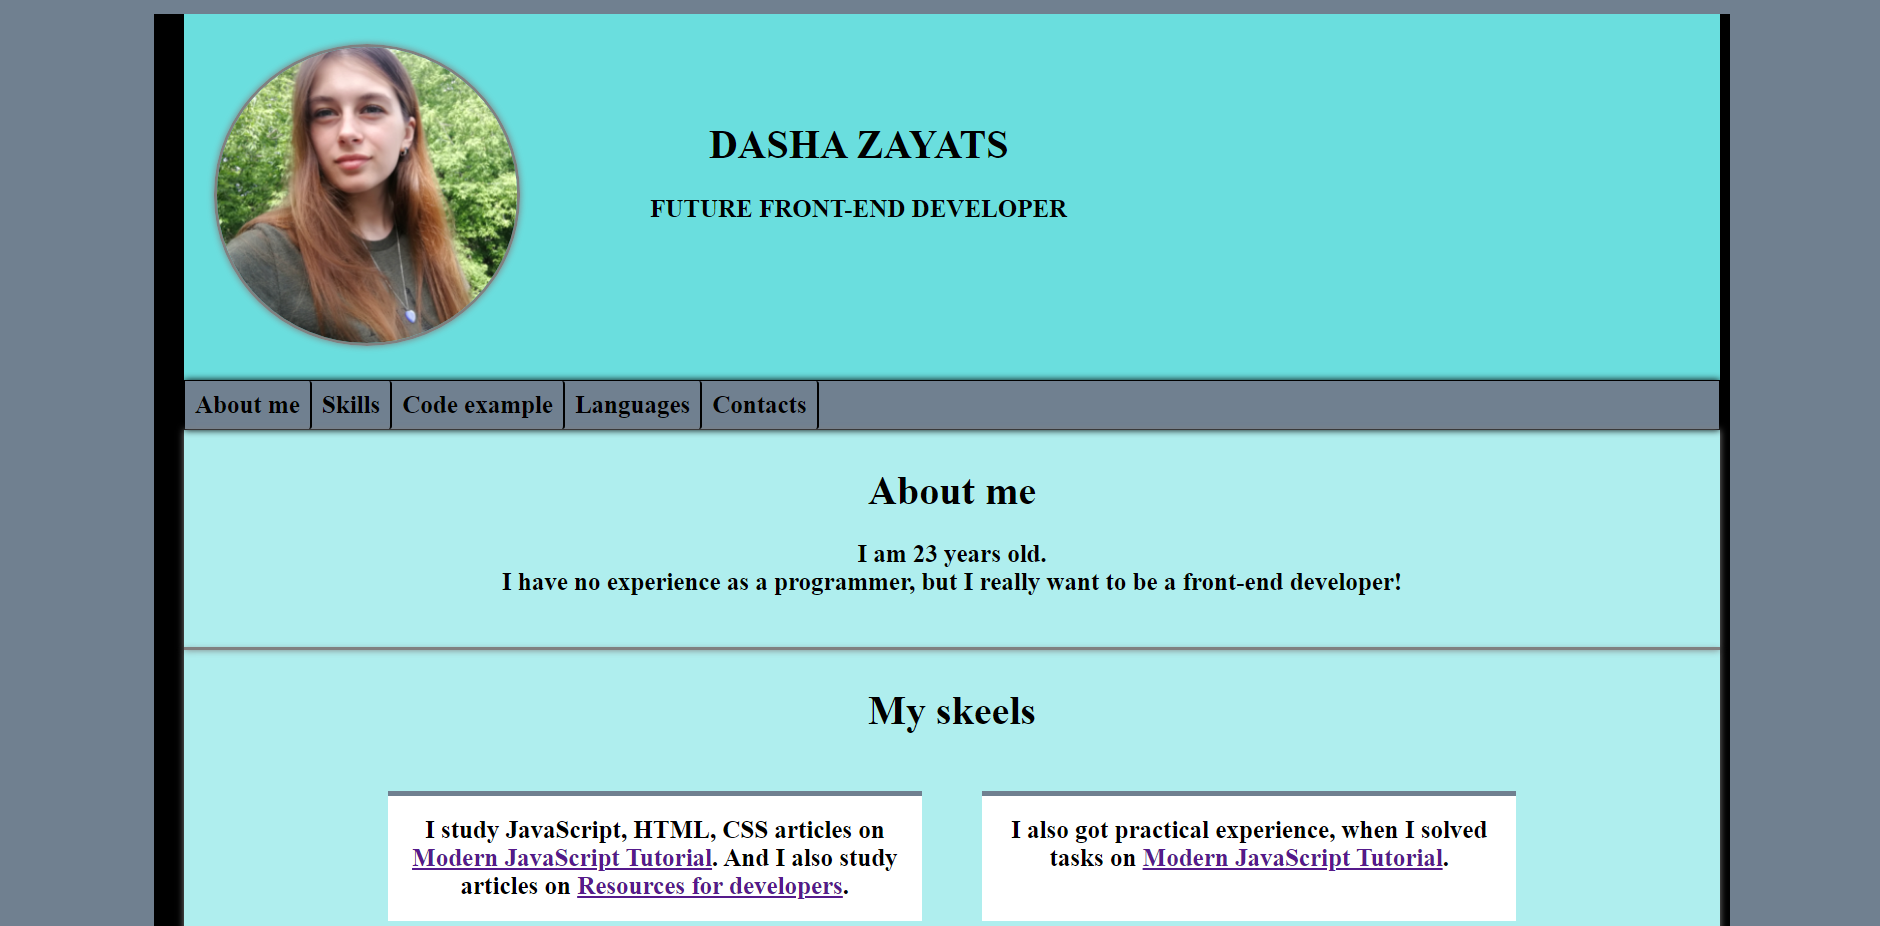 DASHA ZAYATS
FUTURE FRONT-END DEVELOPER
About me Skills Code example Languages Contacts
About me
I am 23 years old.
I have no experience as a programmer, but I really want to be a front-end developer!
My skeels
I study JavaScript, HTML, CSS articles on
Modern JavaScript Tutorial. And I also study
articles on Resources for developers.
I also got practical experience, when I solved
tasks on Modern JavaScript Tutorial.